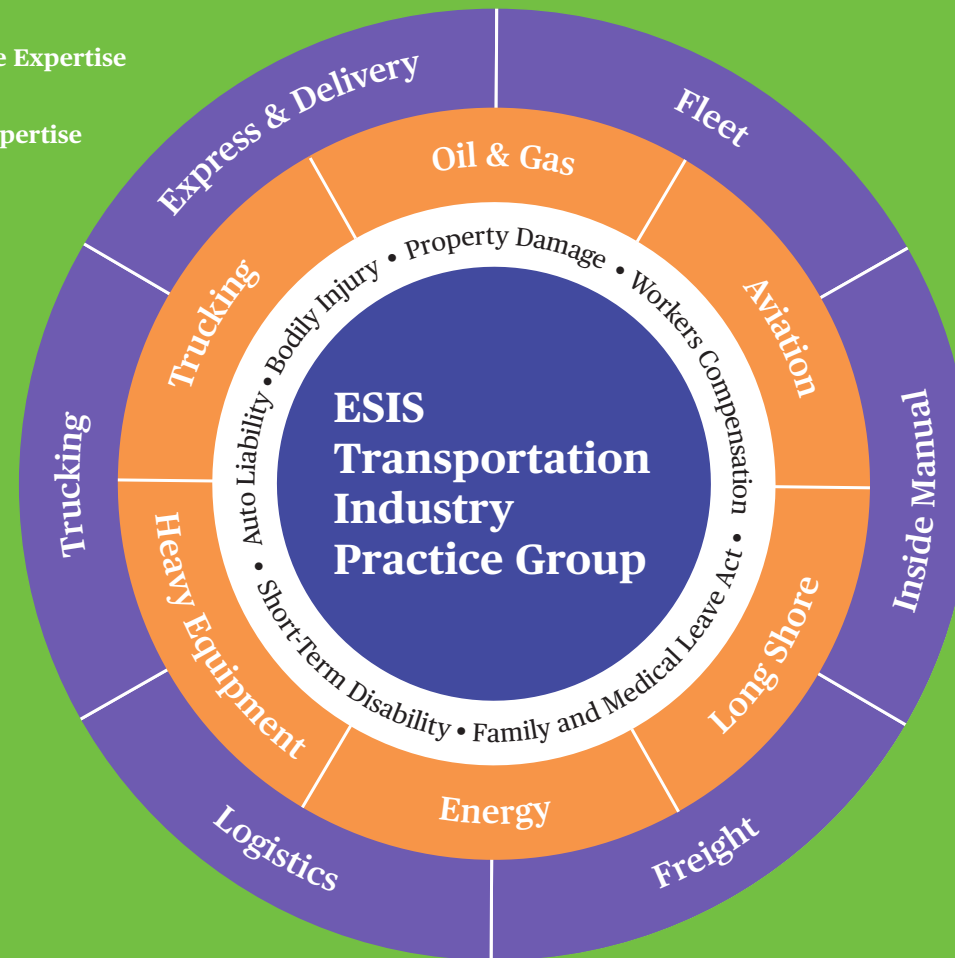 e Expertise
pertise
Express & Delivery
Fleet
Inside Manual
Freight
Logistics
Trucking
Oil & Gas
Aviation
Long Shore
Energy
Heavy Equipment
Trucking
Auto Liability • Bodily Injury • Property Damage • Workers Compensation •
Short-Term Disability • Family and Medical Leave Act •
ESIS
Transportation
Industry
Practice Group